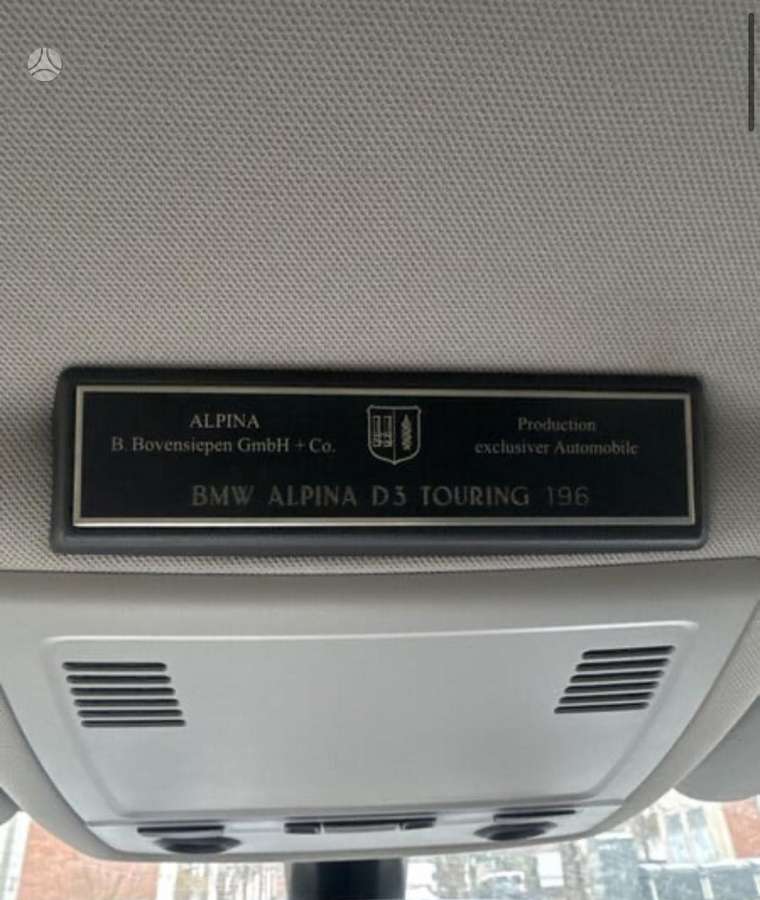 ALPINA
B. Bovensiepen GmbH + Co.
Production
exclusiver Automobile
BMW ALPINA D3 TOURING 196